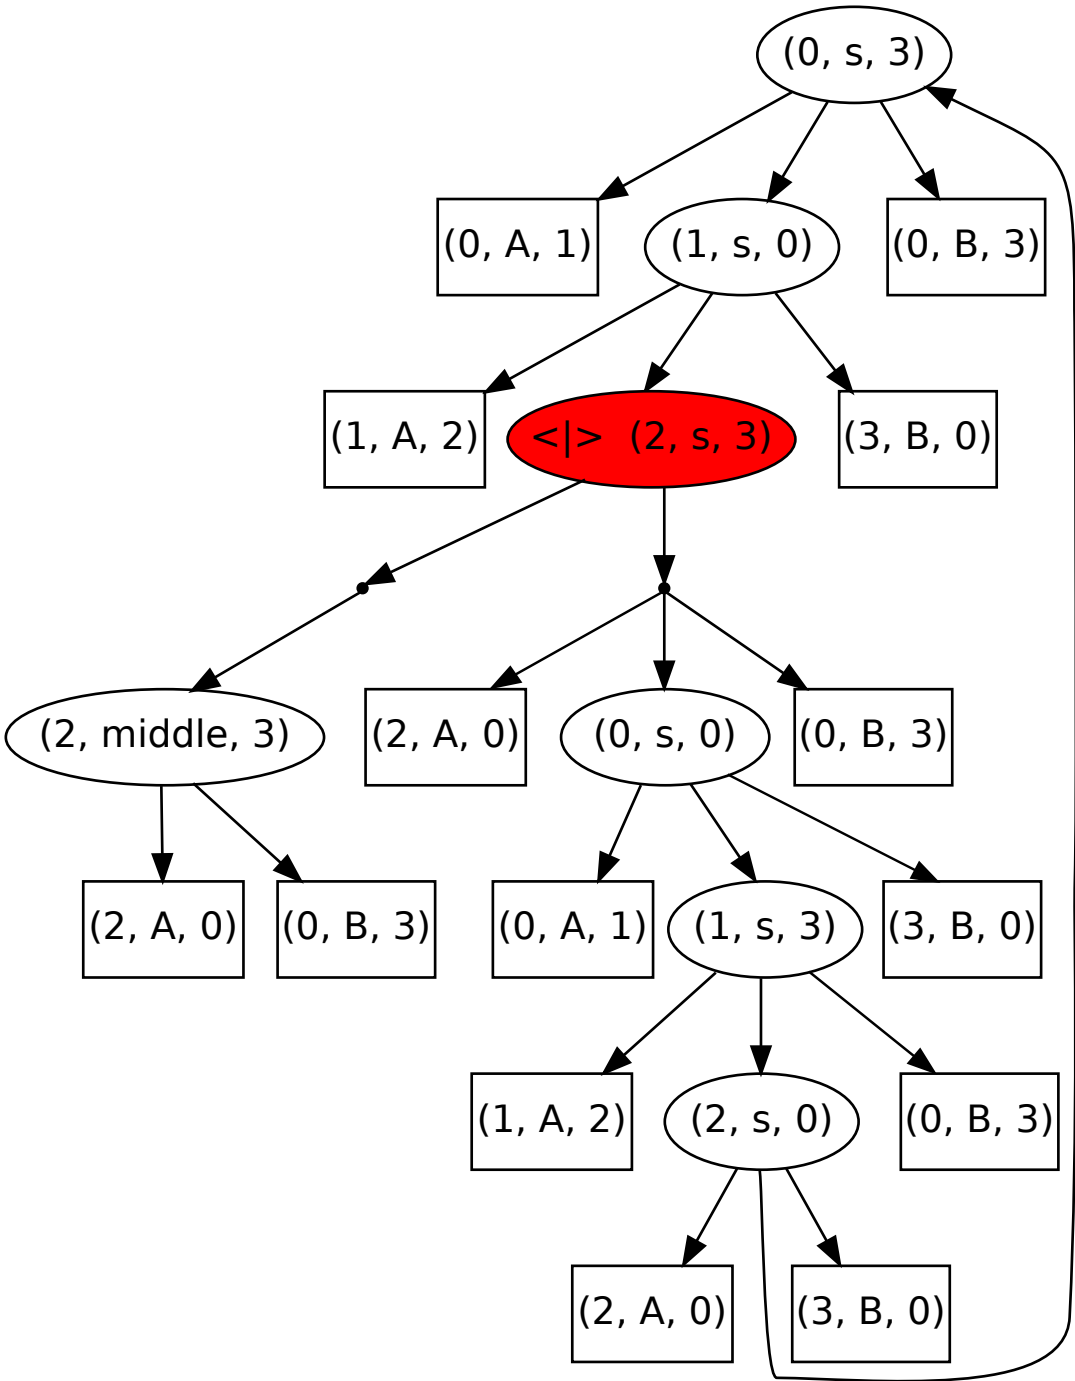 (0, s, 3)
(0, A, 1)
(1, s, 0)
(0, B, 3)
(1, A, 2)
<|> (2, s, 3)
(3, B, 0)
(2, middle, 3)
(2, A, 0)
(0, s, 0)
(0, B, 3)
(2, A, 0)
(0, B, 3)
(0, A, 1)
(1, s, 3)
(3, B, 0)
(1, A, 2)
(2, s, 0)
(0, B, 3)
(2, A, 0)
(3, B, 0)